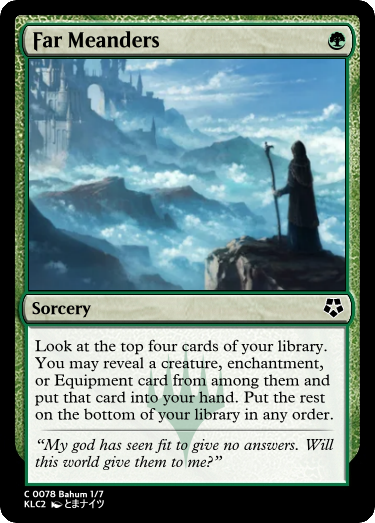 Far Meanders
Sorcery
Look at the top four cards of your library.
You may reveal a creature, enchantment,
or Equipment card from among them and
put that card into your hand. Put the rest
on the bottom of your library in any order.
“My god has seen fit to give no answers. Will
this world give them to me?”
C 0078 Bahum 1/7
KLC2 とまナイツ